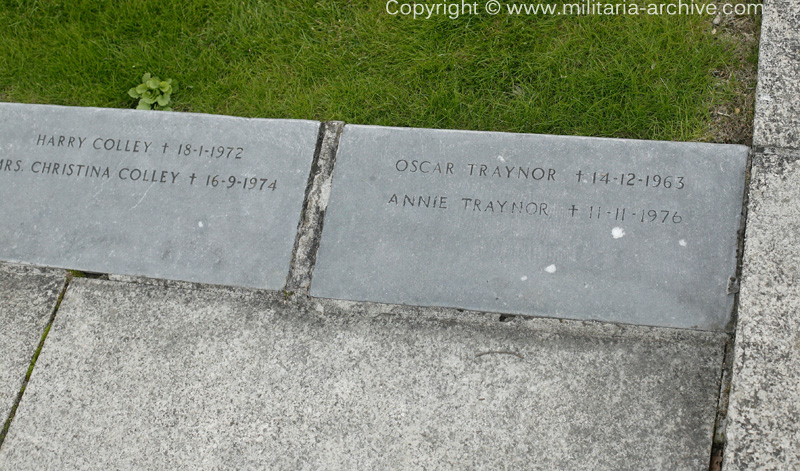 Copyright © www.militaria-archive.com
HARRY COLLEY † 18-1-1972
MRS. CHRISTINA COLLEY † 16-9-1974
OSCAR TRAYNOR † 14-12-1963
ANNIE TRAYNOR † 11-11-1976